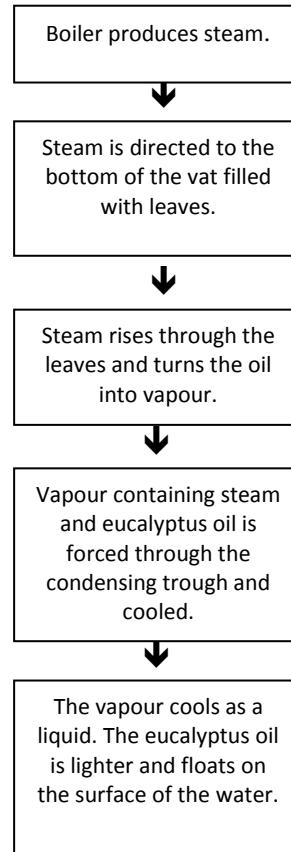 Boiler produces steam.
Steam is directed to the
bottom of the vat filled
with leaves.
Steam rises through the
leaves and turns the oil
into vapour.
Vapour containing steam
and eucalyptus oil is
forced through the
condensing trough and
cooled.
The vapour cools as a
liquid. The eucalyptus oil
is lighter and floats on
the surface of the water.